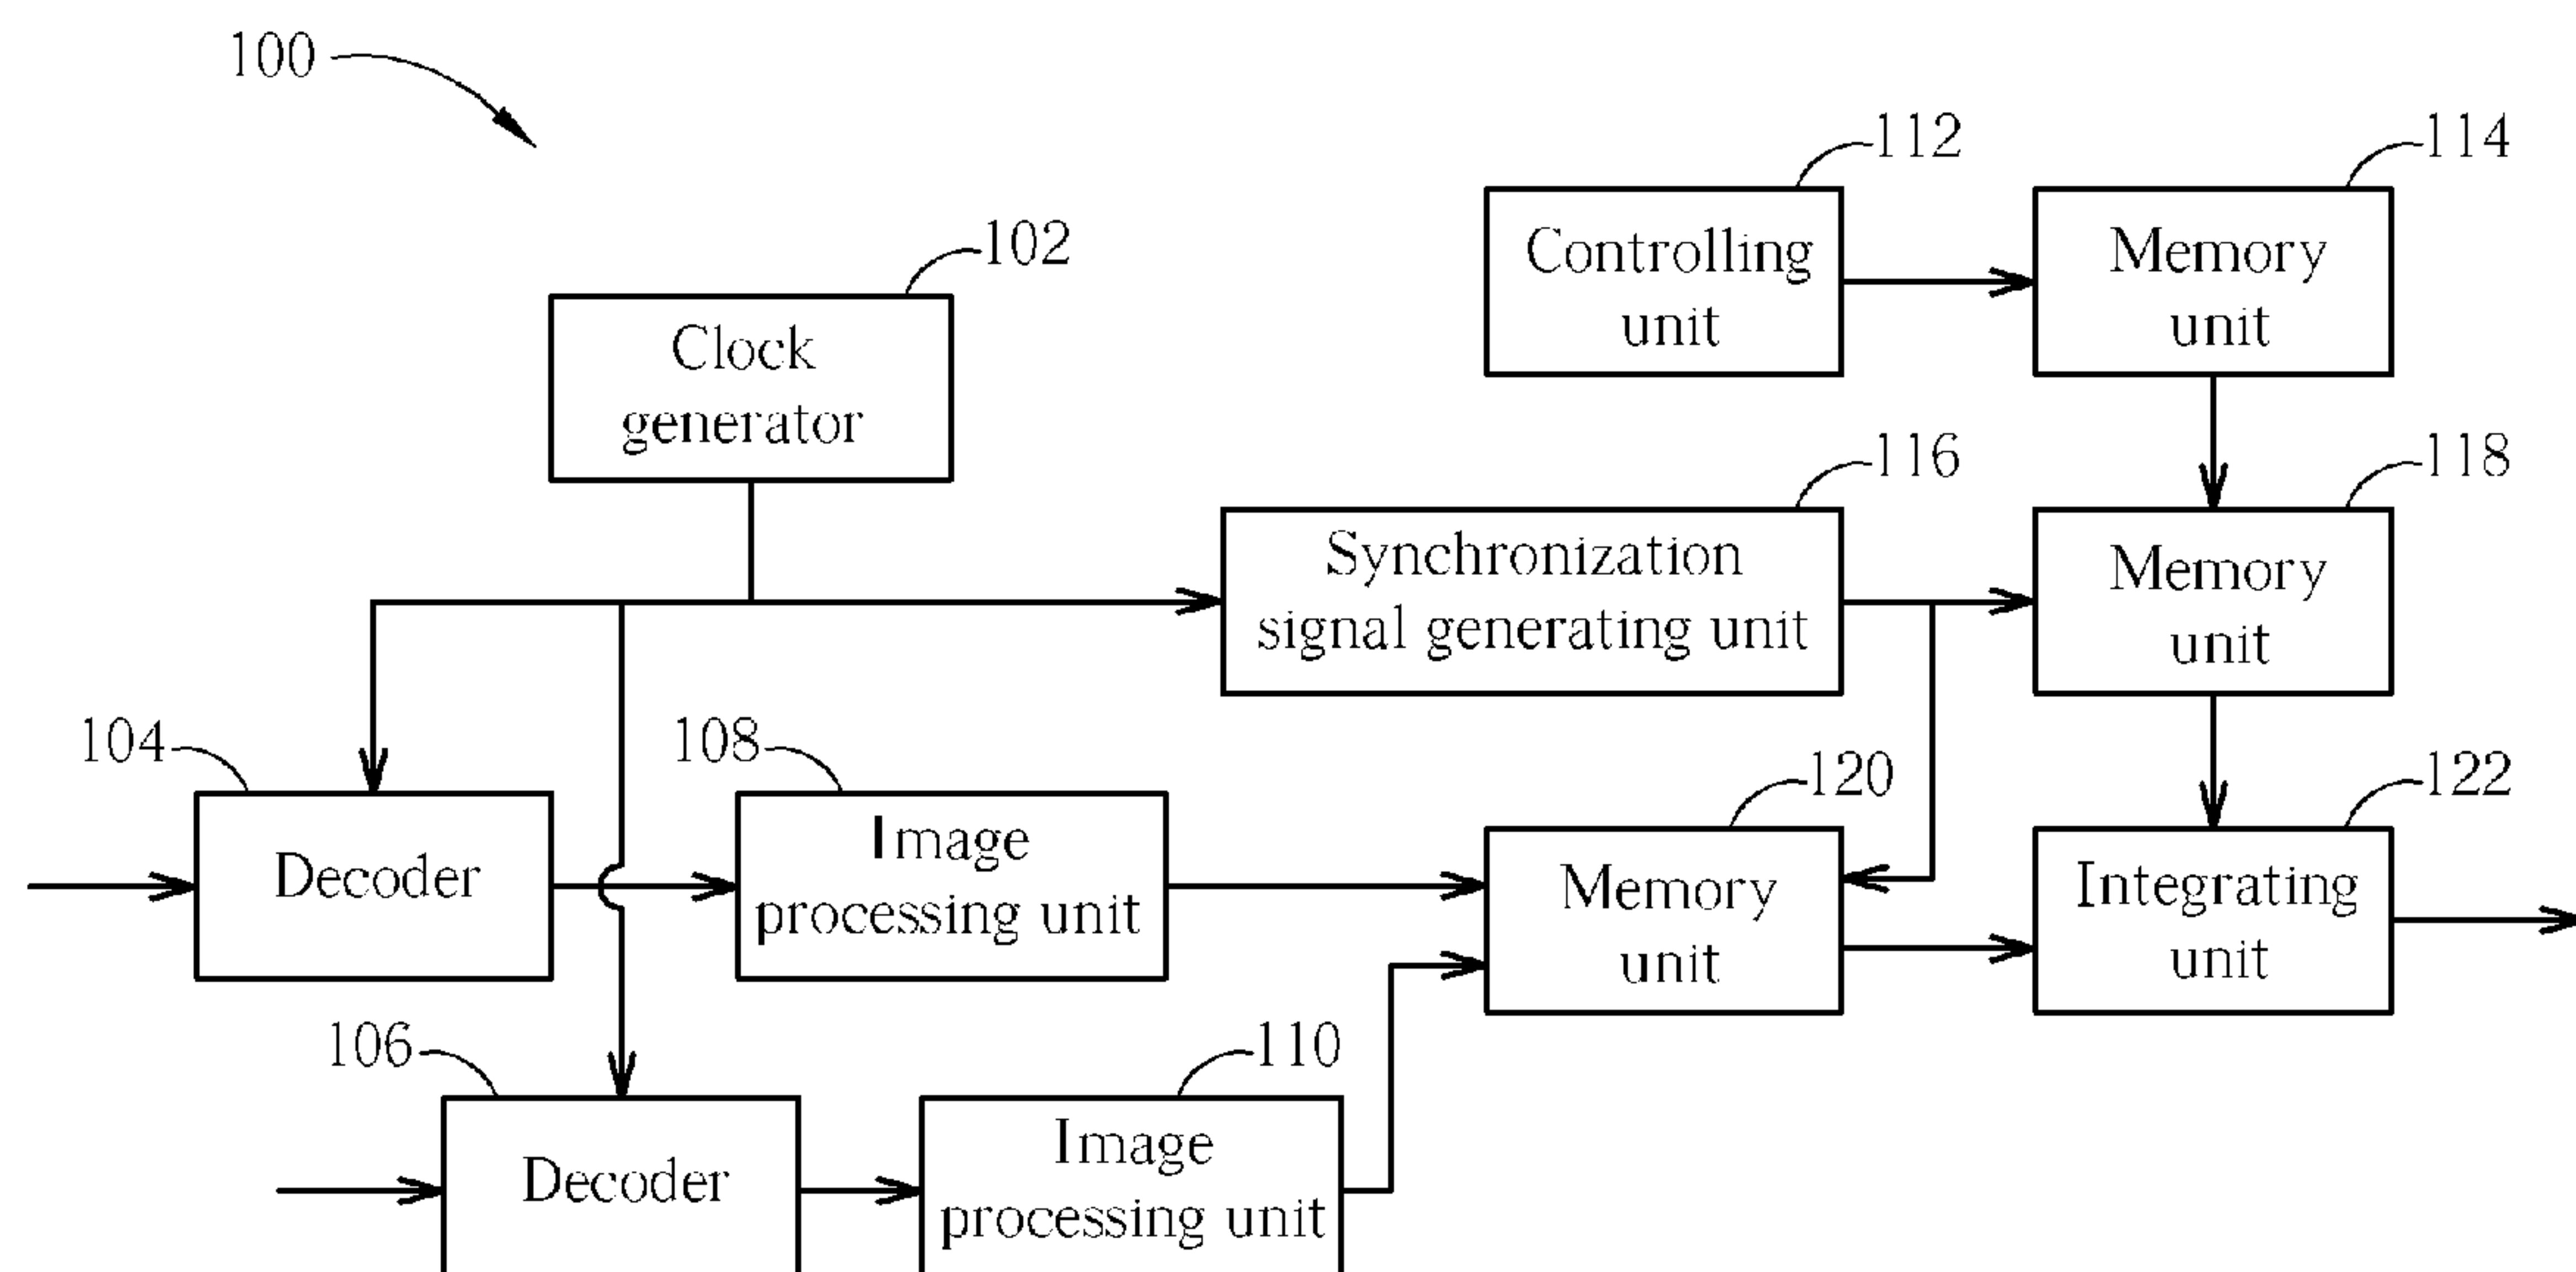 100
112
114
102
Controlling
unit
Memory
unit
Clock
generator
116
118
Synchronization
signal generating unit
Memory
unit
104
108
120
122
Decoder
Image
processing unit
Memory
unit
Integrating
unit
106
110
Decoder
Image
processing unit